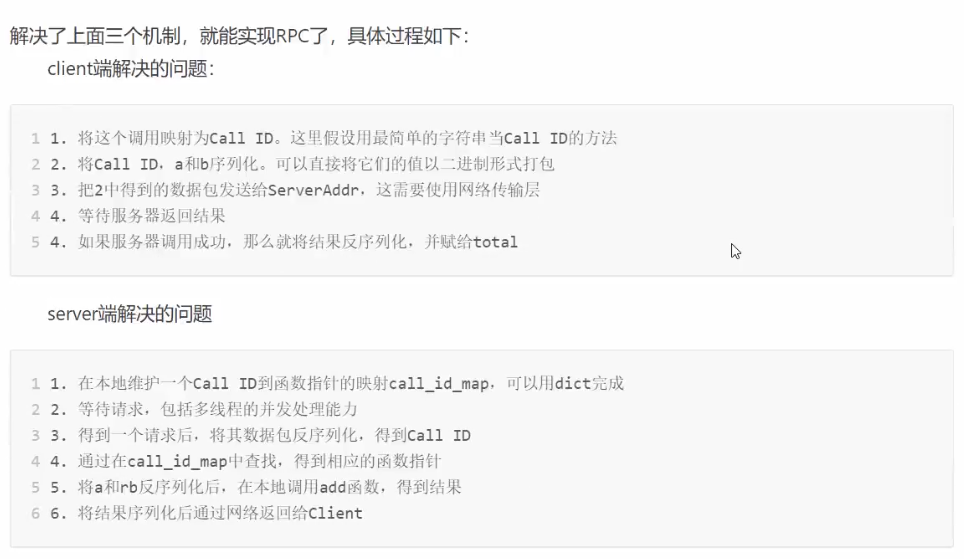 解决了上面三个机制，就能实现RPC了，具体过程如下：
client端解决的问题：
1 1. 将这个调用映射为Call ID。这里假设用最简单的字符串当Call ID的方法
2 2. 将Call ID，a和b序列化。可以直接将它们的值以二进制形式打包
3 3. 把2中得到的数据包发送给ServerAddr，这需要使用网络传输层
4 4. 等待服务器返回结果
5 4. 如果服务器调用成功，那么就将结果反序列化，并赋给total
server端解决的问题
1 1. 在本地维护一个Call ID到函数指针的映射call_id_map，可以用dict完成
2 2. 等待请求，包括多线程的并发处理能力
3 3. 得到一个请求后，将其数据包反序列化，得到Call ID
4 4. 通过在call_id_map中查找，得到相应的函数指针
5 5. 将a和rb反序列化后，在本地调用add函数，得到结果
6 6. 将结果序列化后通过网络返回给Client